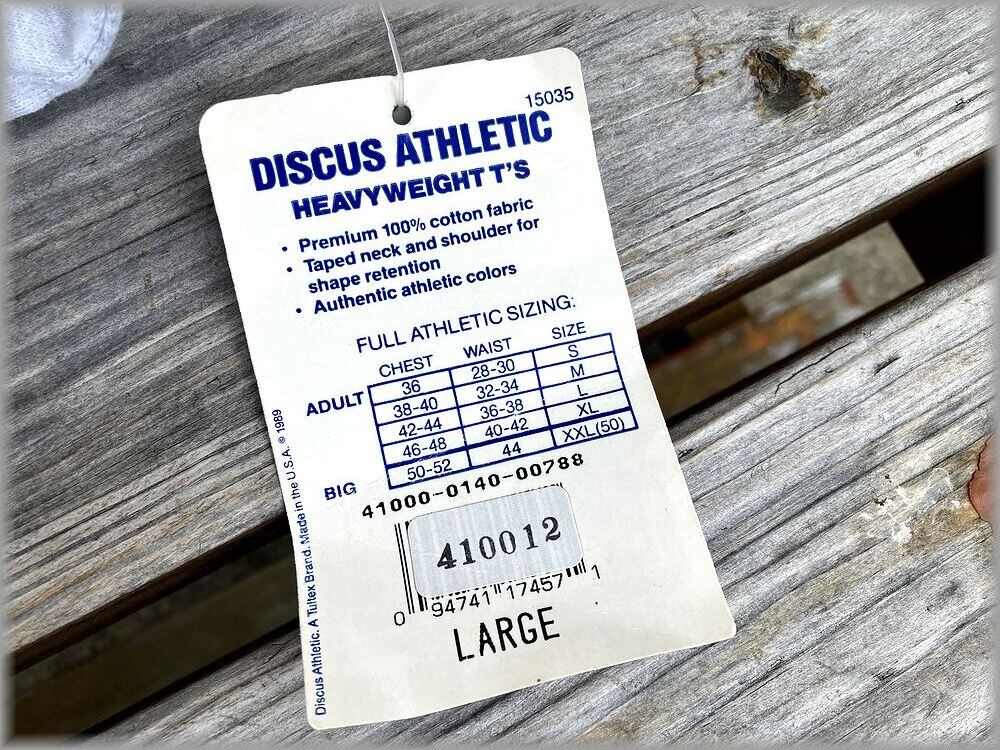 15035
DISCUS ATHLETIC
HEAVYWEIGHT T'S
• Premium 100% cotton fabric
• Taped neck and shoulder for
shape retention
• Authentic athletic colors
FULL ATHLETIC SIZING:
CHEST WAIST SIZE
ADULT 36 28-30 S
38-40 32-34 M
42-44 36-38 L
46-48 40-42 XL
BIG 50-52 44 XXL(50)
41000-0140-00788
410012
0 94741 17457 1
LARGE
Discus Athletic. A Tultex Brand. Made in the U.S.A. © 1989